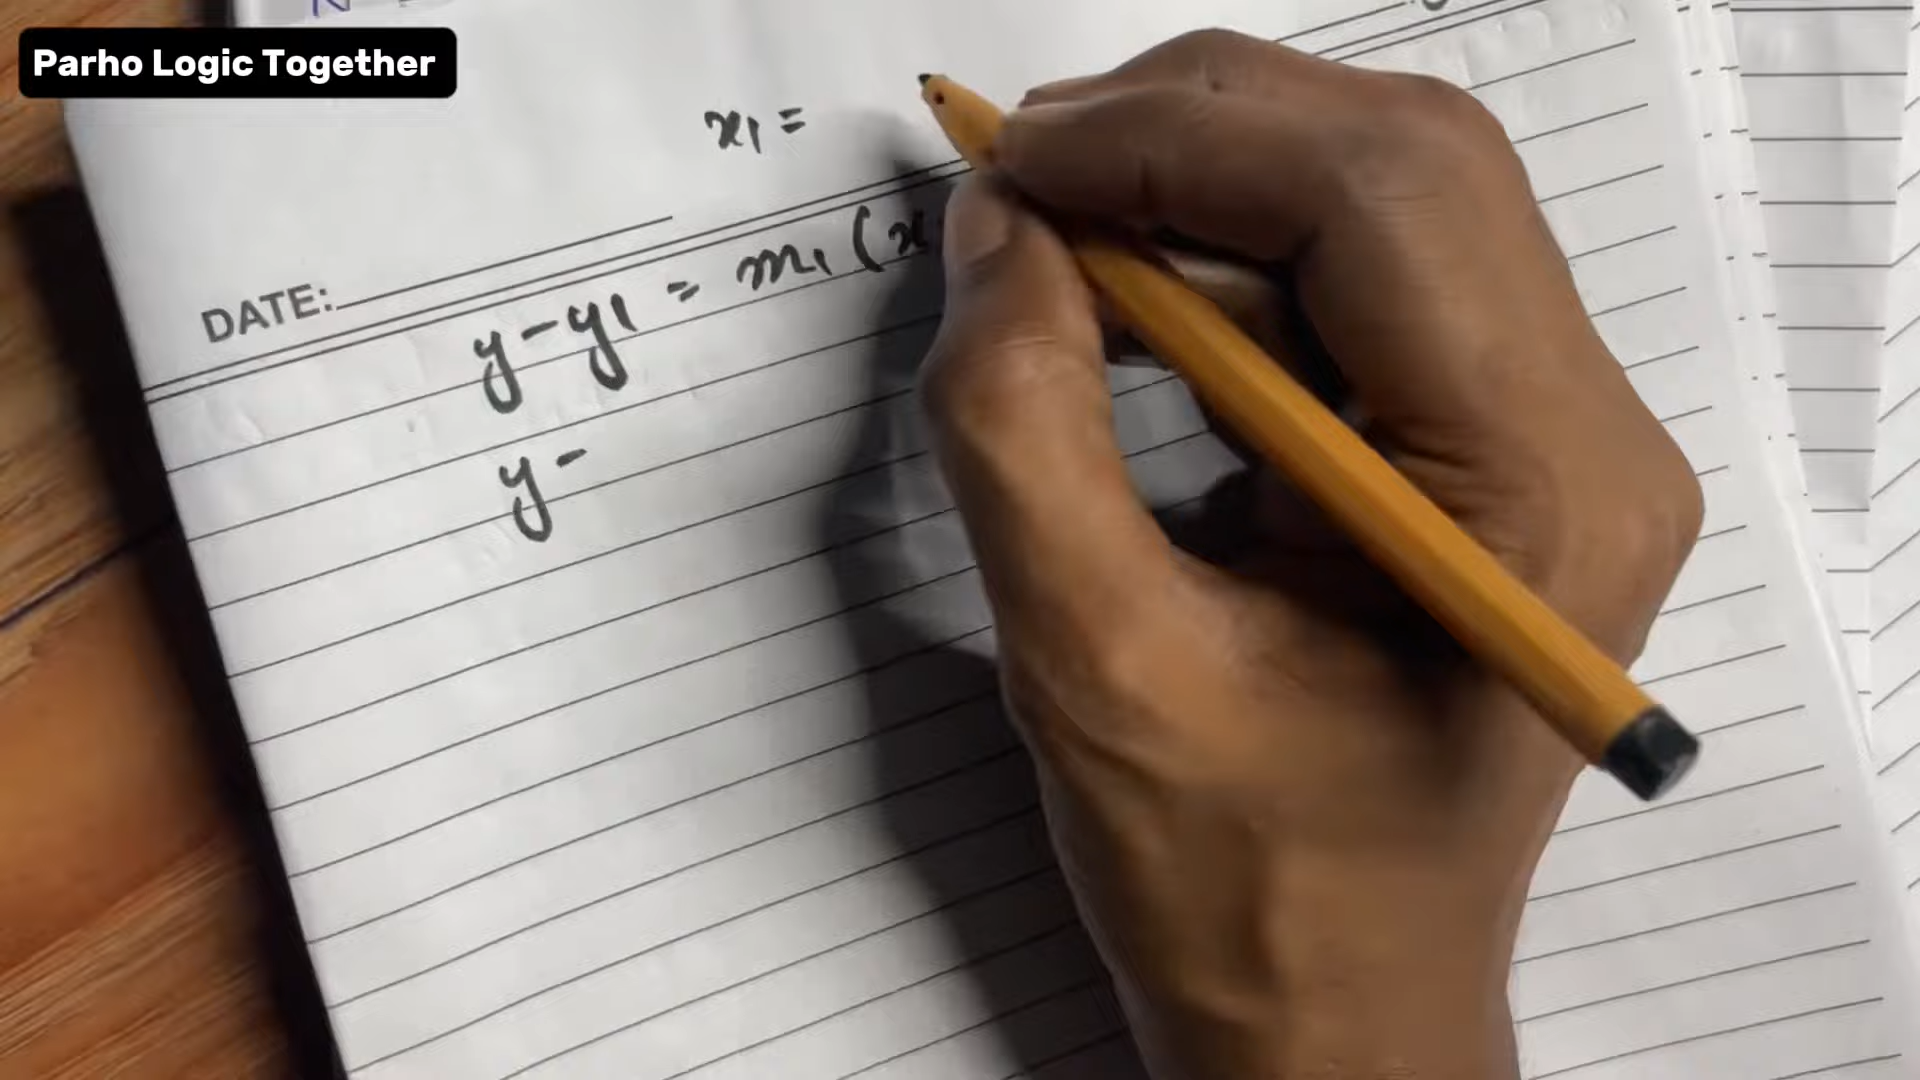 Parho Logic Together
x₁ =
DATE:
y - y₁ = m₁ (x
y -